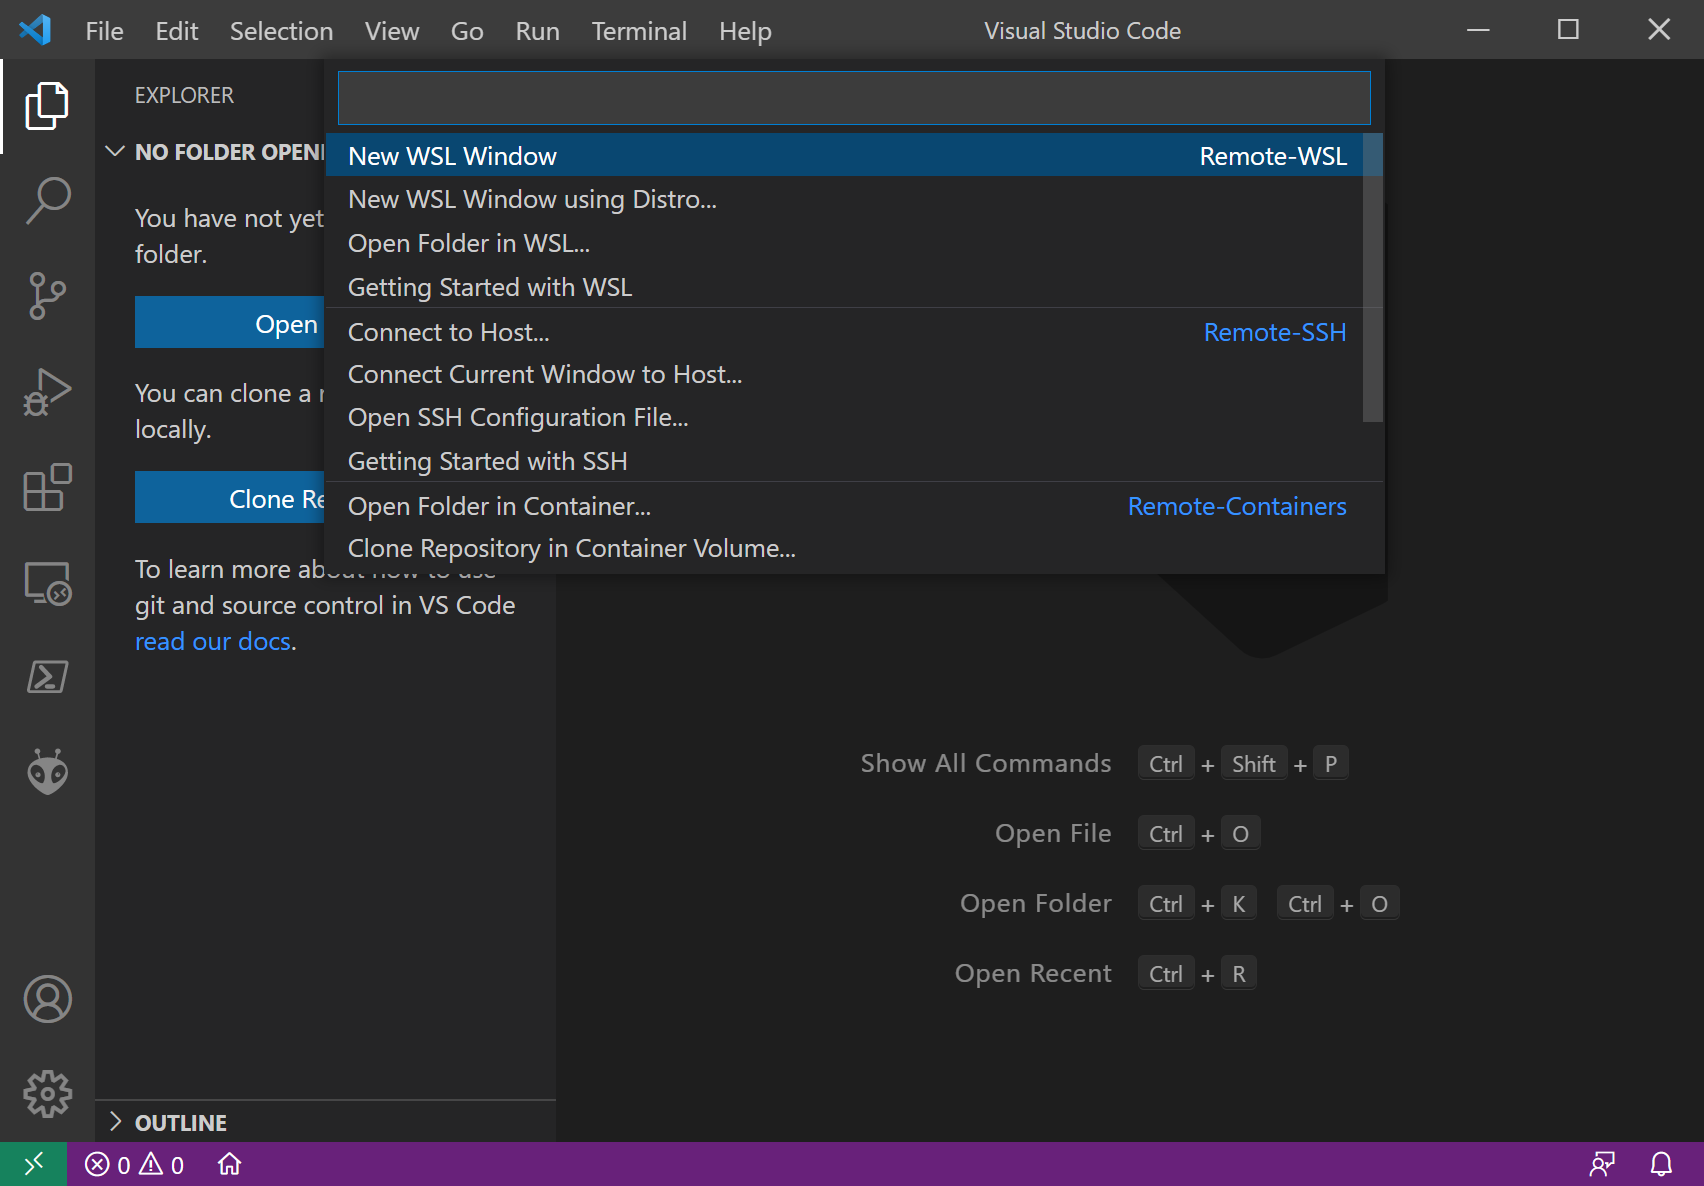 File Edit Selection View Go Run Terminal Help Visual Studio Code
EXPLORER
NO FOLDER OPEN
You have not yet
folder.
Open
You can clone a
locally.
Clone
To learn more
git and source control in VS Code
read our docs.
OUTLINE
New WSL Window Remote-WSL
New WSL Window using Distro...
Open Folder in WSL...
Getting Started with WSL
Connect to Host... Remote-SSH
Connect Current Window to Host...
Open SSH Configuration File...
Getting Started with SSH
Open Folder in Container... Remote-Containers
Clone Repository in Container Volume...
Show All Commands Ctrl + Shift + P
Open File Ctrl + O
Open Folder Ctrl + K Ctrl + O
Open Recent Ctrl + R
0 0